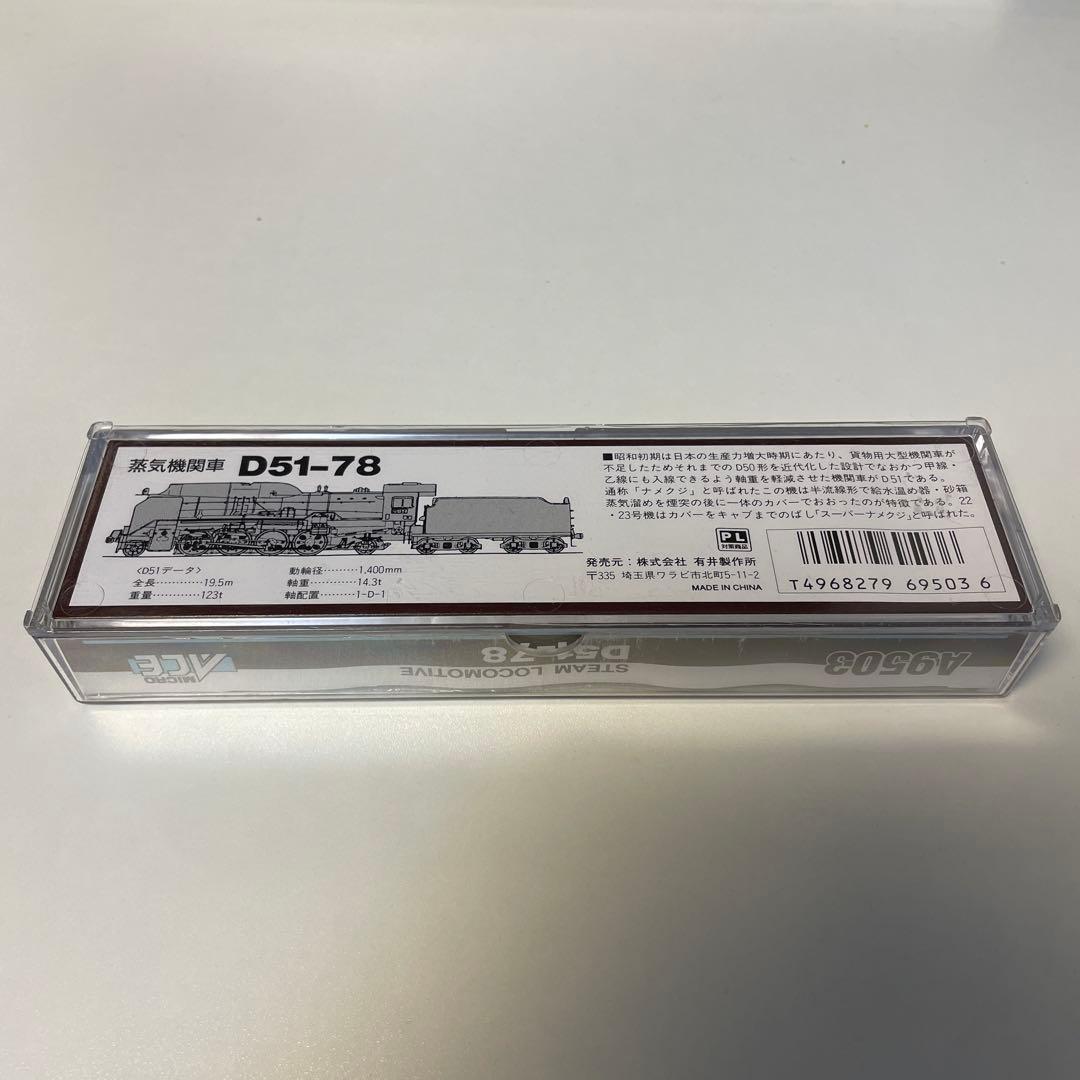 蒸気機関車 D51-78
〈D51データ〉
全長…………19.5m
重量…………123t
動輪径………1,400mm
軸重…………14.3t
軸配置………1-D-1
■昭和初期は日本の生産力増大時期にあたり、貨物用大型機関車が
不足したためそれまでのD50形を近代化した設計でなおかつ甲線・
乙線にも入線できるよう軸重を軽減させた機関車がD51である。
通称「ナメクジ」と呼ばれたこの機は半流線形で給水温め器・砂箱
蒸気溜めを煙突の後に一体のカバーでおおったのが特徴である。22
・23号機はカバーをキャブまでのばし「スーパーナメクジ」と呼ばれた。
PL
対策商品
発売元：株式会社 有井製作所
〒335 埼玉県ワラビ市北町5-11-2
MADE IN CHINA
T4968279 69503 6
A9503
STEAM LOCOMOTIVE
D51-78
MICRO
ACE